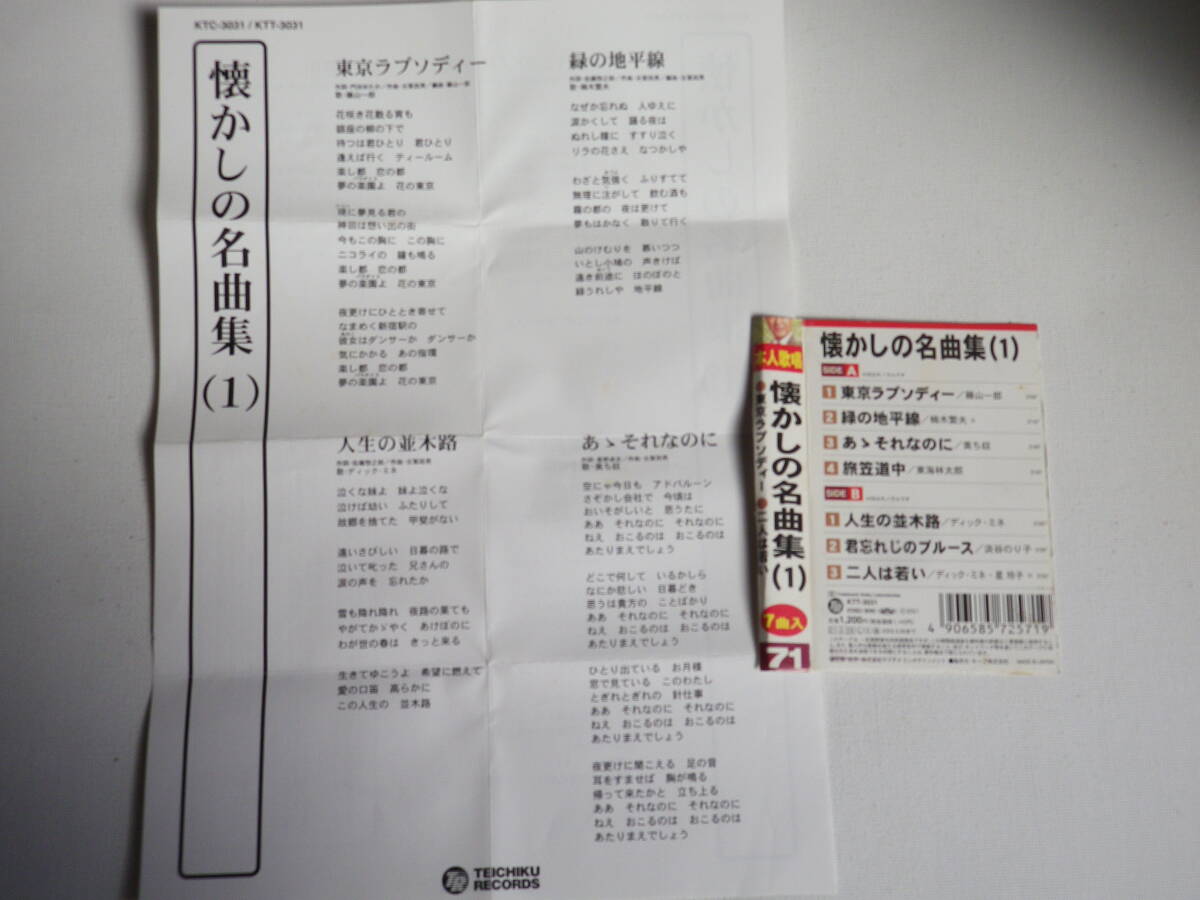 KTC-3031 / KTT-3031
懐かしの名曲集(1)
東京ラプソディー
歌・藤山一郎
花咲き花散る宵も
銀座の柳の下で
待つは君ひとり 君ひとり
逢えば行く ティールーム
楽し都 恋の都
夢の楽園よ 花の東京
現に夢見る君の
神田は想い出の街
今もこの胸に この胸に
ニコライの 鐘も鳴る
楽し都 恋の都
夢の楽園よ 花の東京
夜更けにひととき寄せて
なまめく新宿駅の
彼女はダンサーか ダンサーか
気にかかる あの指環
楽し都 恋の都
夢の楽園よ 花の東京
緑の地平線
歌・楠木繁夫
なぜか忘れぬ 人ゆえに
涙かくして 踊る夜は
ぬれし瞳に すすり泣く
リラの花さえ なつかしや
わざと気強く ふりすてて
無理に注がして 飲む酒も
霧の都の 夜は更けて
夢もはかなく 散りて行く
山のけむりを 慕いつつ
いとし小鳩の 声きけば
遠き前途に ほのぼのと
緑うれしや 地平線
人生の並木路
歌・ディック・ミネ
泣くな妹よ 妹よ泣くな
泣けば幼い ふたりして
故郷を捨てた 甲斐がない
遠いさびしい 日暮の路で
泣いて叱った 兄さんの
涙の声を 忘れたか
雪も降れ降れ 夜路の果ても
やがてかゞやく あけぼのに
わが世の春は きっと来る
生きてゆこうよ 希望に燃えて
愛の口笛 高らかに
この人生の 並木路
あゝそれなのに
歌・美ち奴
空にゃ今日も アドバルーン
さぞかし会社で 今頃は
おいそがしいと 思うたに
ああ それなのに それなのに
ねえ おこるのは おこるのは
あたりまえでしょう
どこで何して いるかしら
なにか悲しい 日暮どき
思うは貴方の ことばかり
ああ それなのに それなのに
ねえ おこるのは おこるのは
あたりまえでしょう
ひとり出ている お月様
窓で見ている このわたし
とぎれとぎれの 針仕事
ああ それなのに それなのに
ねえ おこるのは おこるのは
あたりまえでしょう
夜更けに聞こえる 足の音
耳をすませば 胸が鳴る
帰って来たかと 立ち上る
ああ それなのに それなのに
ねえ おこるのは おこるのは
あたりまえでしょう
TEICHIKU
RECORDS
本人歌唱
懐かしの名曲集(1)
●東京ラプソディー ●二人は若い
7曲入
71
懐かしの名曲集(1)
SIDE A
1 東京ラプソディー/藤山一郎
2 緑の地平線/楠木繁夫
3 あゝそれなのに/美ち奴
4 旅笠道中/東海林太郎
SIDE B
1 人生の並木路/ディック・ミネ
2 君忘れじのブルース/淡谷のり子
3 二人は若い/ディック・ミネ・星 玲子
KTT-3031
4 906585 725719